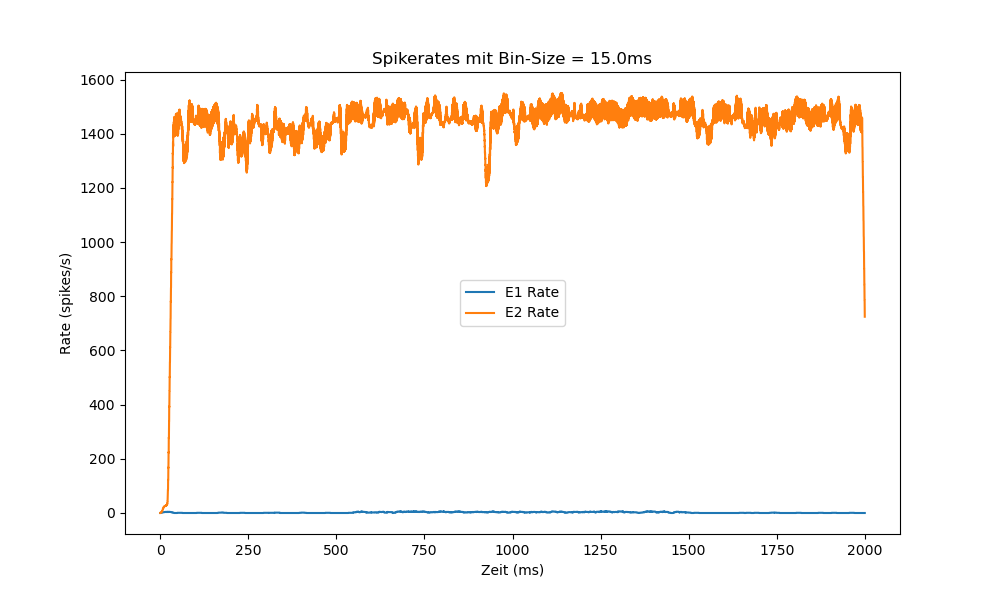 Spikerates mit Bin-Size = 15.0ms
1600
1400
1200
1000
800
600
400
200
0
Rate (spikes/s)
E1 Rate
E2 Rate
0 250 500 750 1000 1250 1500 1750 2000
Zeit (ms)